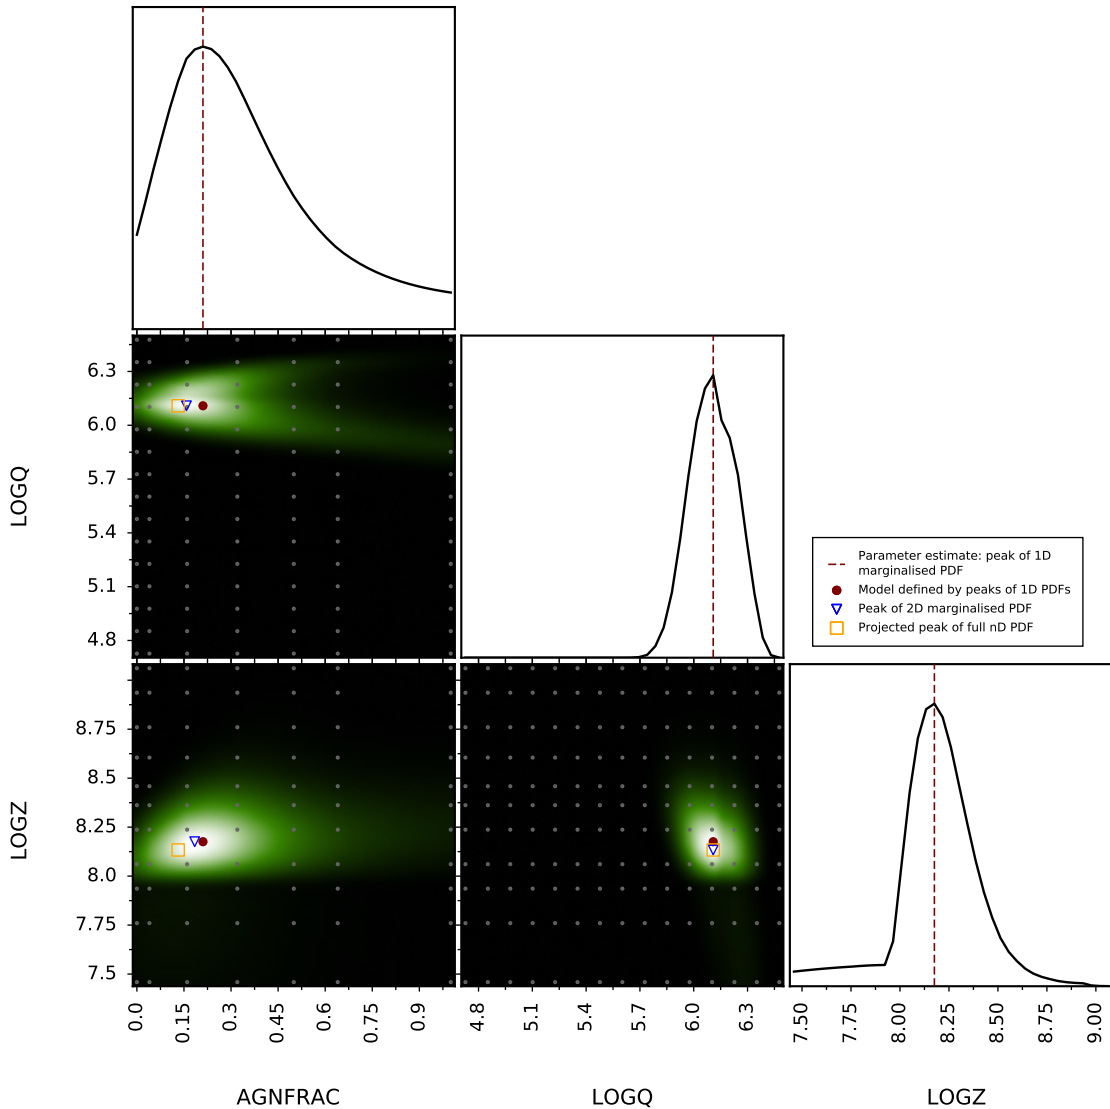 6.3
6.0
5.7
5.4
5.1
4.8
LOGQ
Parameter estimate: peak of 1D
marginalised PDF
Model defined by peaks of 1D PDFs
Peak of 2D marginalised PDF
Projected peak of full nD PDF
8.75
8.5
8.25
8.0
7.75
7.5
LOGZ
0.0 0.15 0.3 0.45 0.6 0.75 0.9
4.8 5.1 5.4 5.7 6.0 6.3
7.50 7.75 8.00 8.25 8.50 8.75 9.00
AGNFRAC
LOGQ
LOGZ